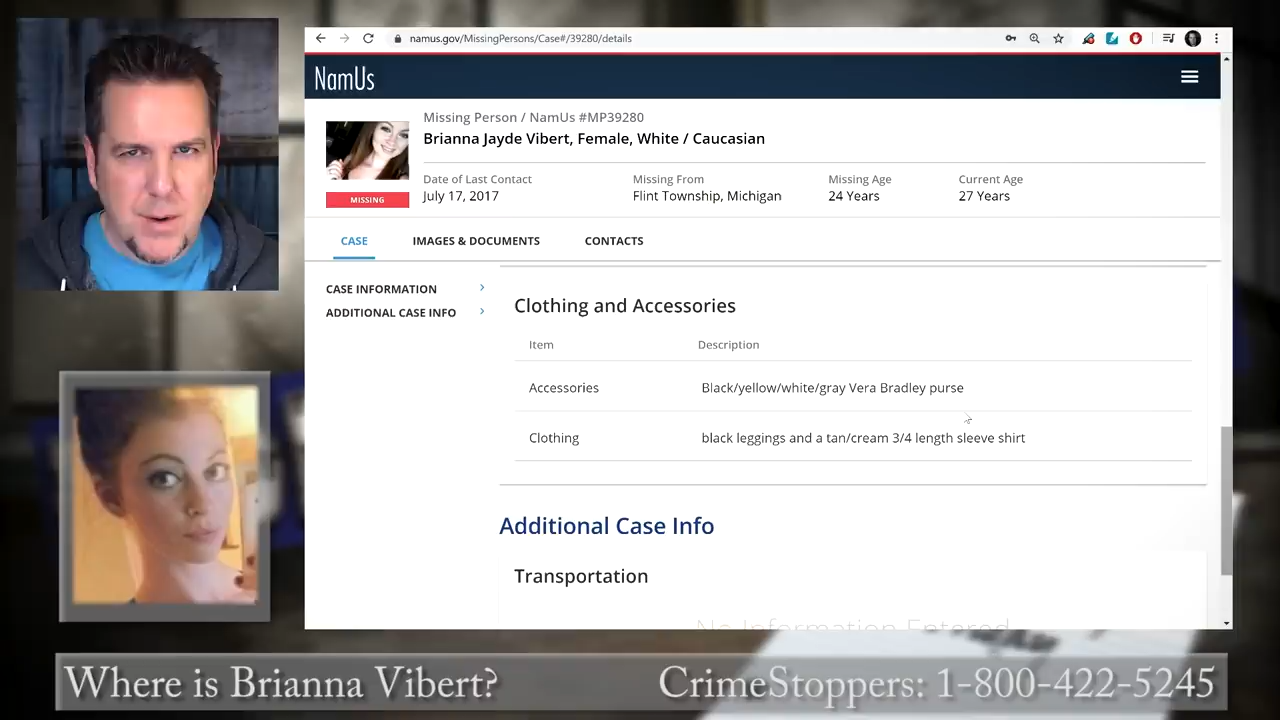 namus.gov/MissingPersons/Case#/39280/details
NamUs
Missing Person / NamUs #MP39280
Brianna Jayde Vibert, Female, White / Caucasian
MISSING
Date of Last Contact
July 17, 2017
Missing From
Flint Township, Michigan
Missing Age
24 Years
Current Age
27 Years
CASE
IMAGES & DOCUMENTS
CONTACTS
CASE INFORMATION
ADDITIONAL CASE INFO
Clothing and Accessories
Item Description
Accessories Black/yellow/white/gray Vera Bradley purse
Clothing black leggings and a tan/cream 3/4 length sleeve shirt
Additional Case Info
Transportation
No Information Entered
Where is Brianna Vibert?
CrimeStoppers: 1-800-422-5245